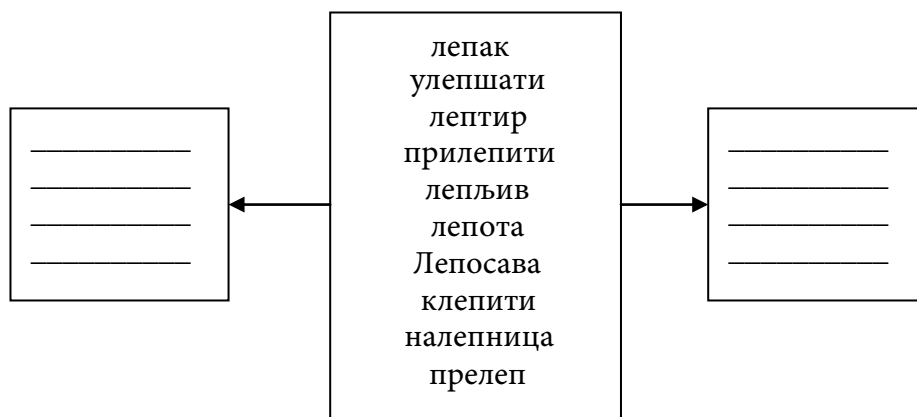 лепак
улепшати
лептир
прилепити
лепљив
лепота
Лепосава
клепити
налепница
прелеп